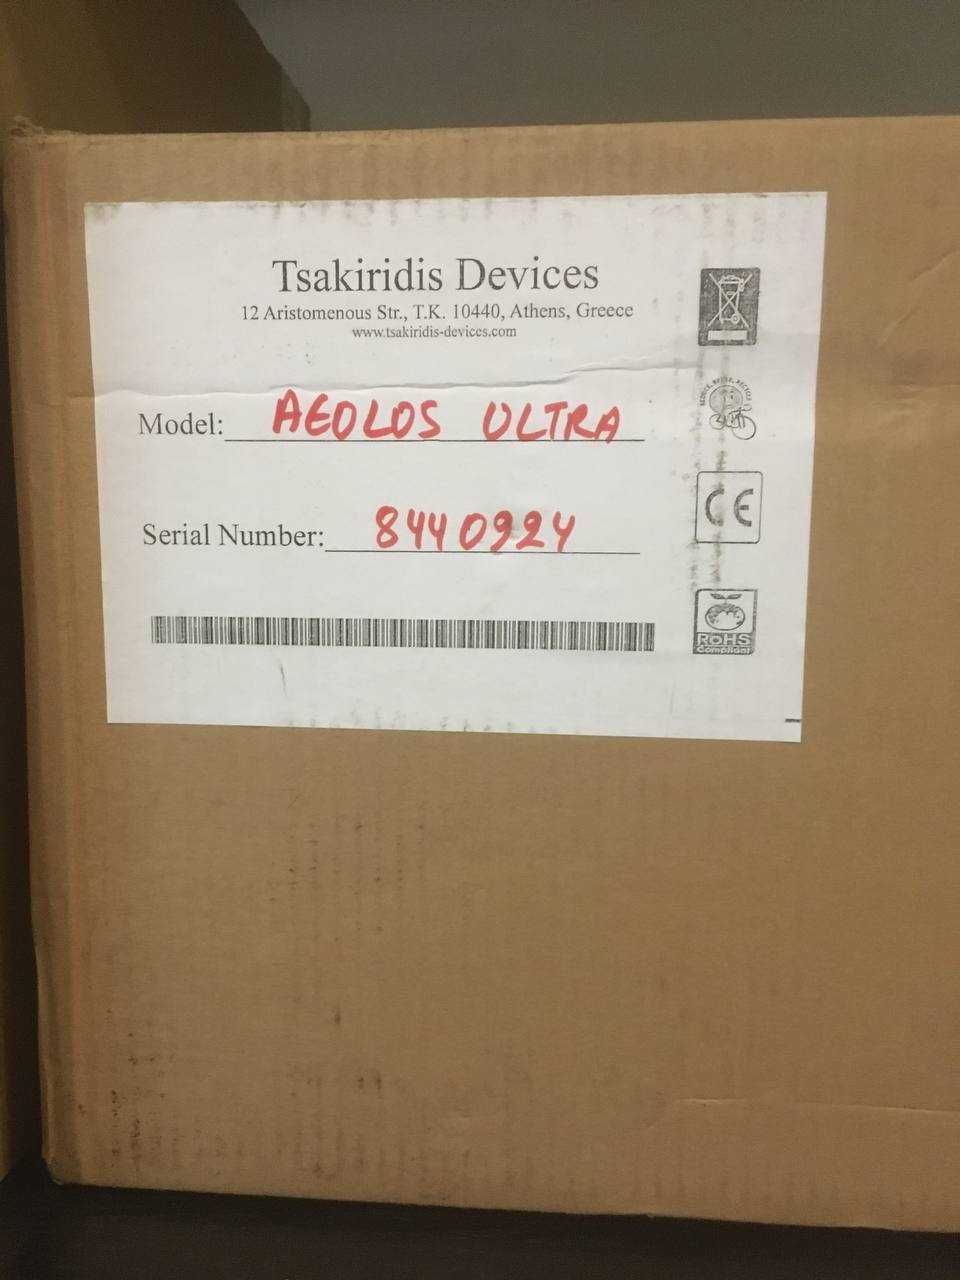 Tsakiridis Devices
12 Aristomenous Str., T.K. 10440, Athens, Greece
www.tsakiridis-devices.com
Model: AEOLOS ULTRA
Serial Number: 8440924
CE
ROHS
Compliant